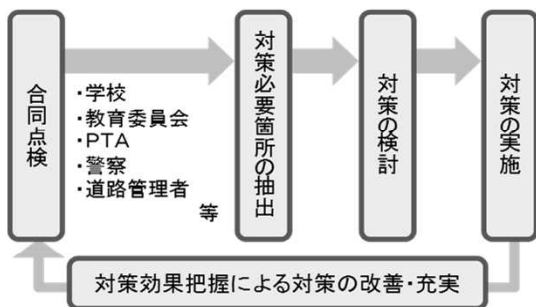 合同点検
・学校
・教育委員会
・PTA
・警察
・道路管理者
等
対策必要箇所の抽出
対策の検討
対策の実施
対策効果把握による対策の改善・充実